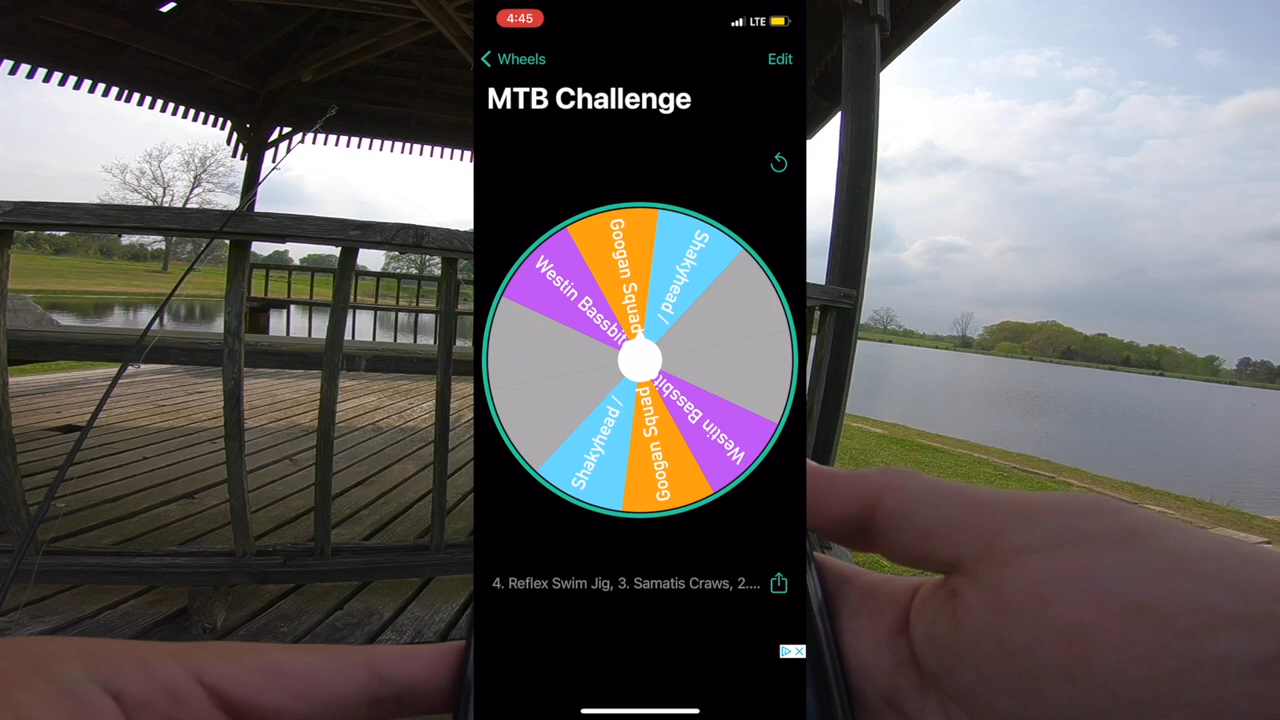 4:45
LTE
Wheels
Edit
MTB Challenge
Westin Bassbit
Googan Squad
Shakyhead /
Shakyhead /
Googan Squad
Westin Bassbit
4. Reflex Swim Jig, 3. Samatis Craws, 2....